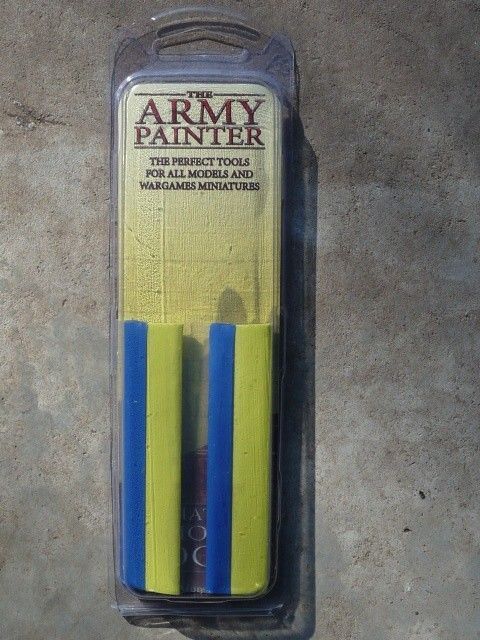 THE
ARMY
PAINTER
THE PERFECT TOOLS
FOR ALL MODELS AND
WARGAMES MINIATURES